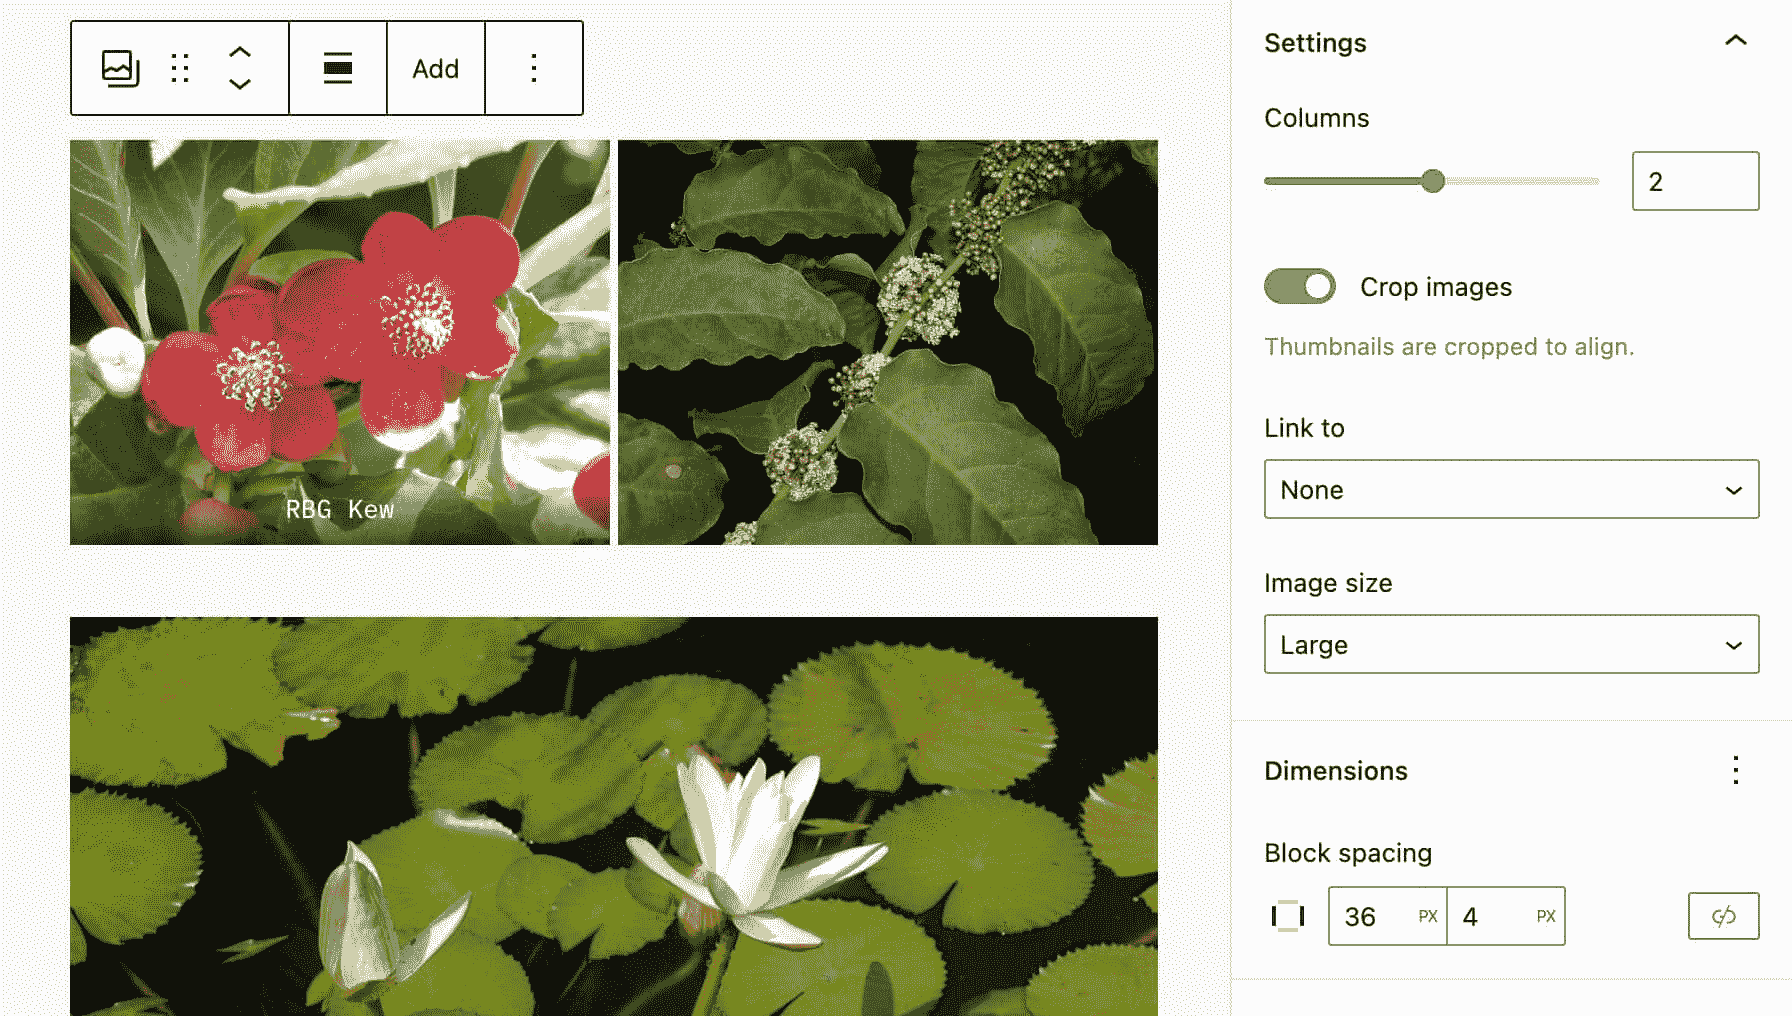 Add
RBG Kew
Settings
Columns
2
Crop images
Thumbnails are cropped to align.
Link to
None
Image size
Large
Dimensions
Block spacing
36 PX 4 PX